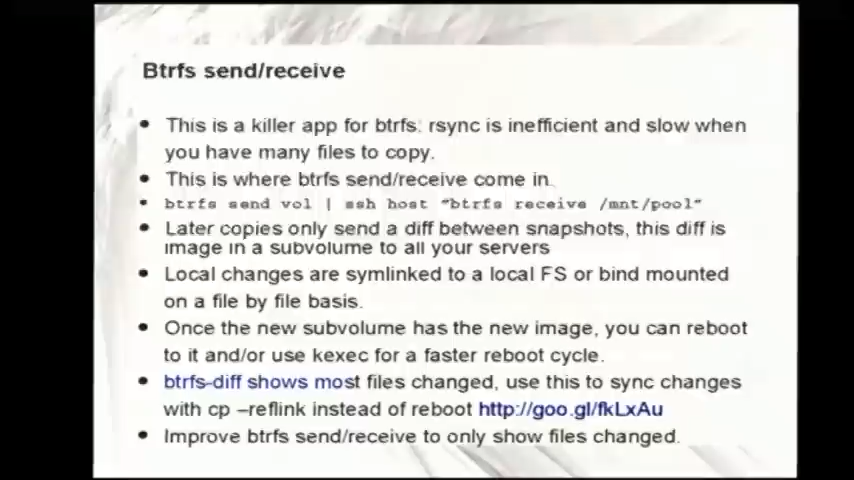 Btrfs send/receive
This is a killer app for btrfs: rsync is inefficient and slow when
you have many files to copy.
This is where btrfs send/receive come in.
btrfs send vol | ssh host "btrfs receive /mnt/pool"
Later copies only send a diff between snapshots, this diff is
image in a subvolume to all your servers
Local changes are symlinked to a local FS or bind mounted
on a file by file basis.
Once the new subvolume has the new image, you can reboot
to it and/or use kexec for a faster reboot cycle.
btrfs-diff shows most files changed, use this to sync changes
with cp –reflink instead of reboot http://goo.gl/fkLxAu
Improve btrfs send/receive to only show files changed.